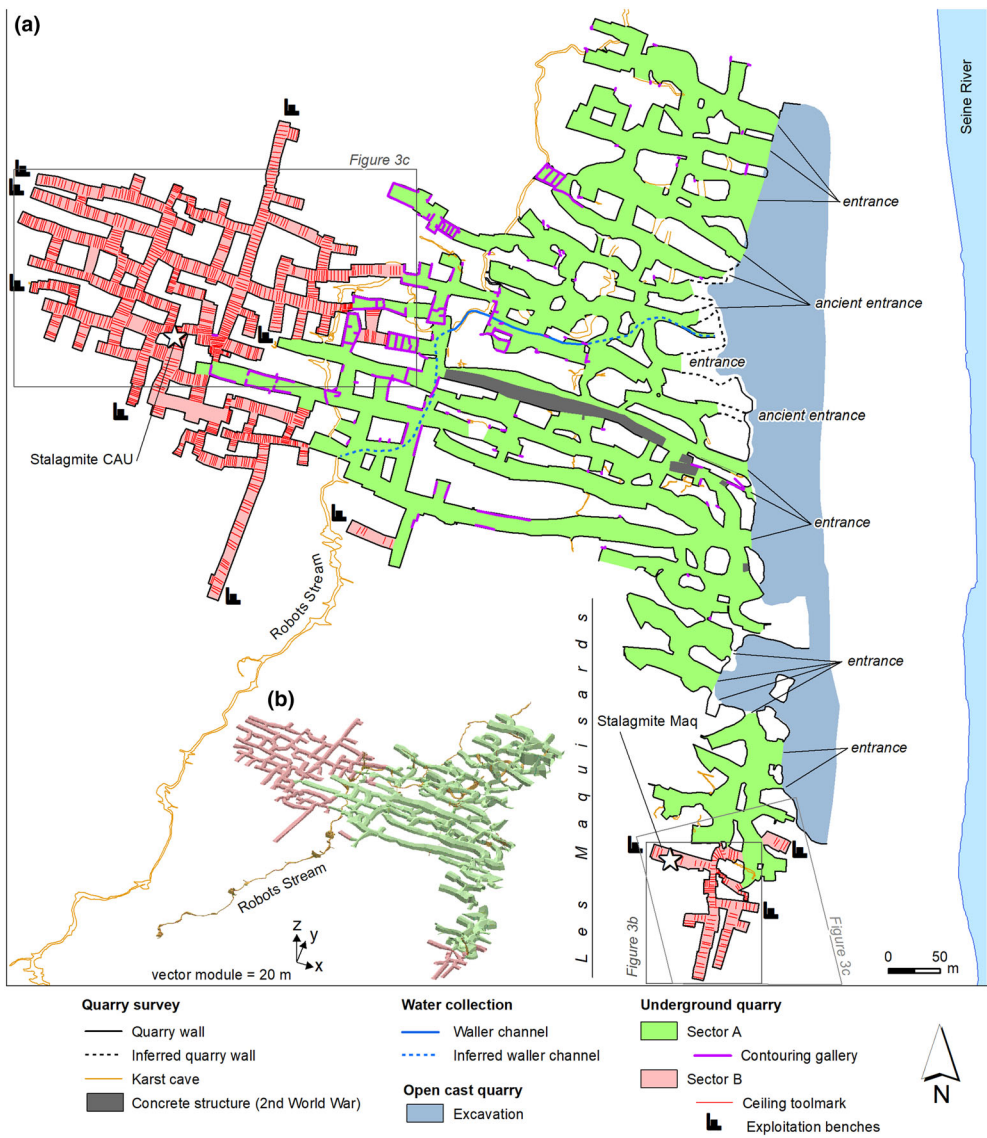 (a)
Seine River
Figure 3c
entrance
ancient entrance
entrance
ancient entrance
Stalagmite CAU
entrance
Robots Stream
Les Maquisards
entrance
(b)
Stalagmite Maq
entrance
Robots Stream
Figure 3b
Figure 3c
z
y
x
vector module = 20 m
0 50
m
Quarry survey
Quarry wall
Inferred quarry wall
Karst cave
Concrete structure (2nd World War)
Water collection
Waller channel
Inferred waller channel
Open cast quarry
Excavation
Underground quarry
Sector A
Contouring gallery
Sector B
Ceiling toolmark
Exploitation benches
N